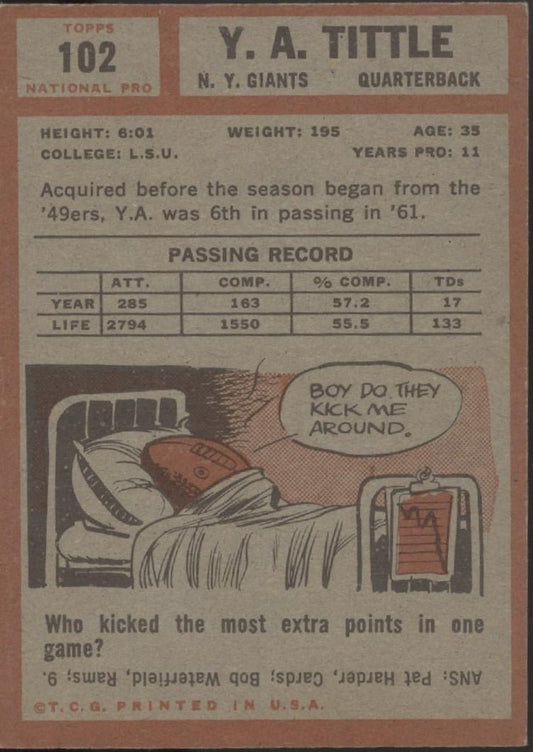 TOPPS
102
NATIONAL PRO
Y. A. TITTLE
N. Y. GIANTS QUARTERBACK
HEIGHT: 6:01 WEIGHT: 195 AGE: 35
COLLEGE: L.S.U. YEARS PRO: 11
Acquired before the season began from the
'49ers, Y.A. was 6th in passing in '61.
PASSING RECORD
ATT. COMP. % COMP. TDs
YEAR 285 163 57.2 17
LIFE 2794 1550 55.5 133
BOY DO THEY
KICK ME
AROUND.
Who kicked the most extra points in one
game?
ANS: Pat Harder, Cards; Bob Waterfield, Rams, 9.
©T.C.G. PRINTED IN U.S.A.